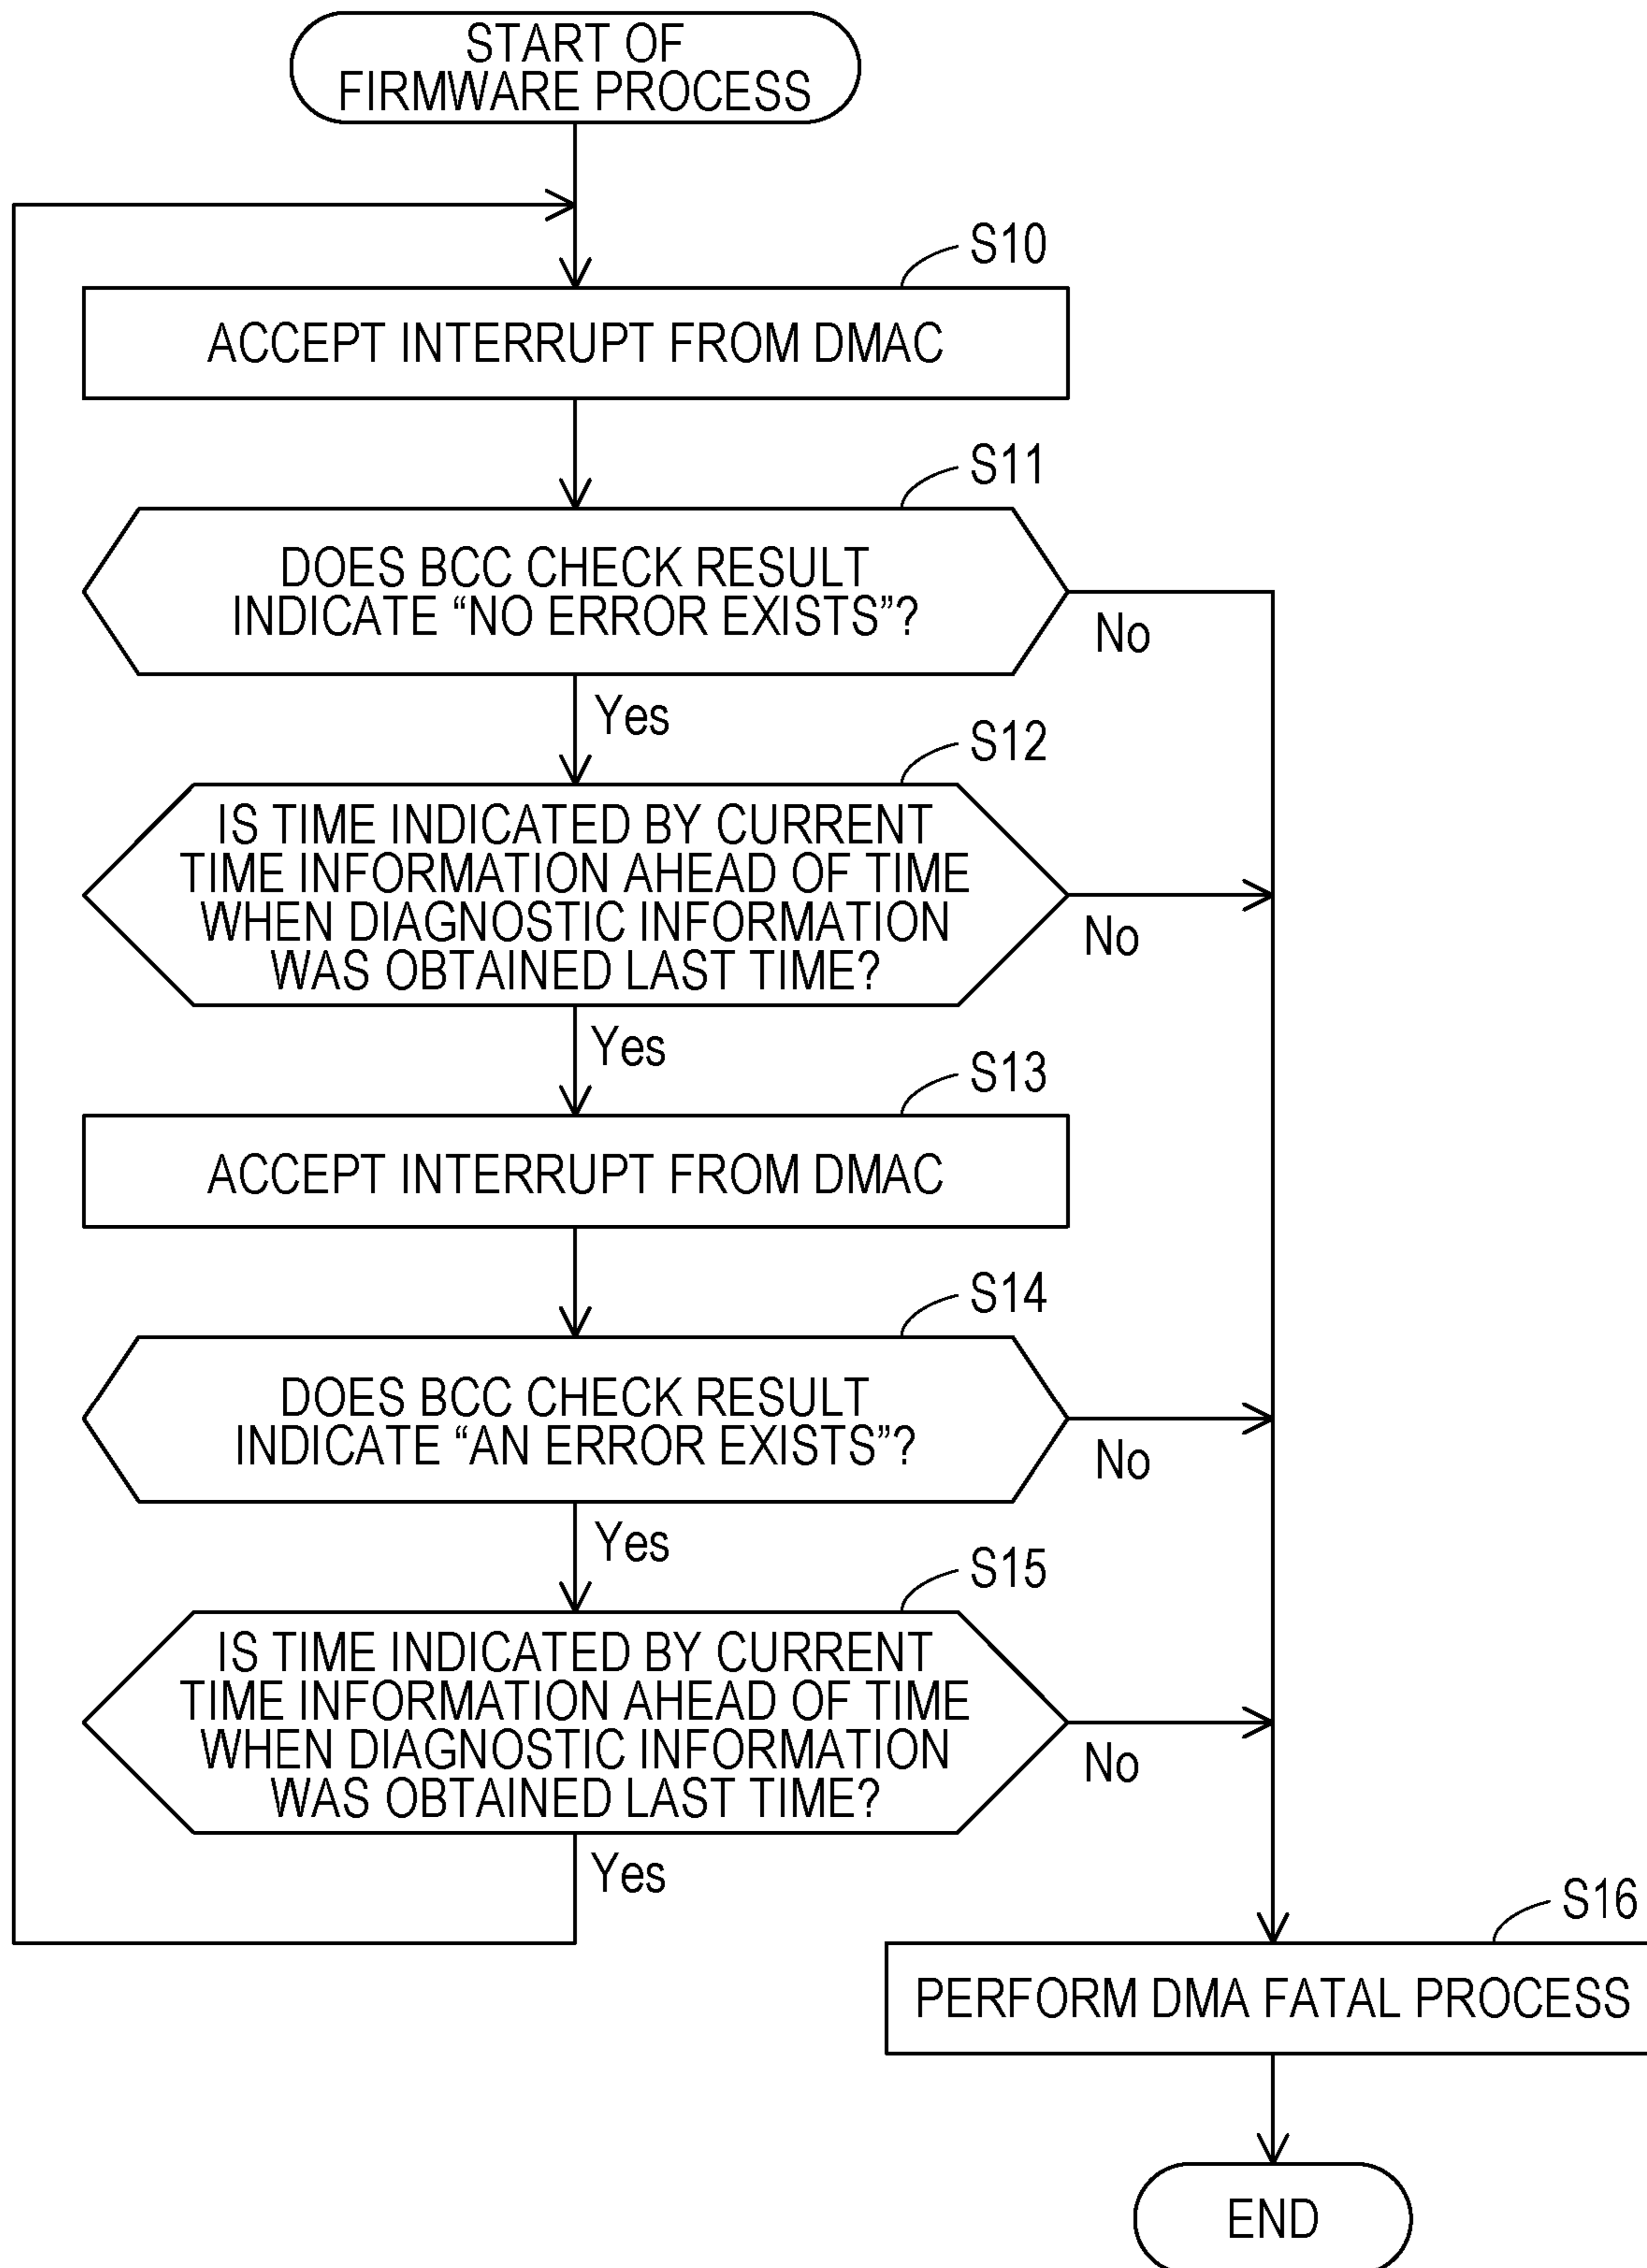 START OF
FIRMWARE PROCESS
S10
ACCEPT INTERRUPT FROM DMAC
S11
DOES BCC CHECK RESULT
INDICATE “NO ERROR EXISTS”?
No
Yes
S12
IS TIME INDICATED BY CURRENT
TIME INFORMATION AHEAD OF TIME
WHEN DIAGNOSTIC INFORMATION
WAS OBTAINED LAST TIME?
No
Yes
S13
ACCEPT INTERRUPT FROM DMAC
S14
DOES BCC CHECK RESULT
INDICATE “AN ERROR EXISTS”?
No
Yes
S15
IS TIME INDICATED BY CURRENT
TIME INFORMATION AHEAD OF TIME
WHEN DIAGNOSTIC INFORMATION
WAS OBTAINED LAST TIME?
No
Yes
S16
PERFORM DMA FATAL PROCESS
END